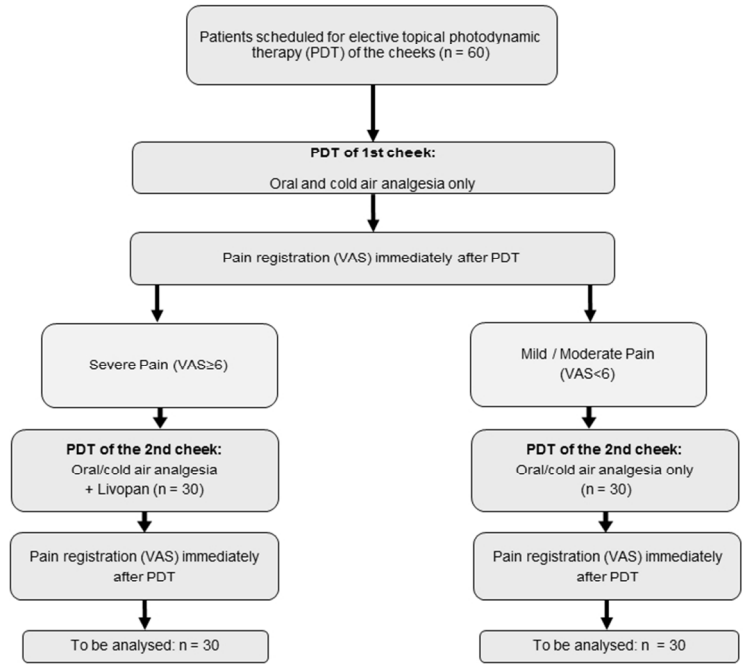 Patients scheduled for elective topical photodynamic
therapy (PDT) of the cheeks (n = 60)
PDT of 1st cheek:
Oral and cold air analgesia only
Pain registration (VAS) immediately after PDT
Severe Pain (VAS≥6)
Mild / Moderate Pain
(VAS<6)
PDT of the 2nd cheek:
Oral/cold air analgesia
+ Livopan (n = 30)
PDT of the 2nd cheek:
Oral/cold air analgesia only
(n = 30)
Pain registration (VAS) immediately
after PDT
Pain registration (VAS) immediately
after PDT
To be analysed: n = 30
To be analysed: n = 30